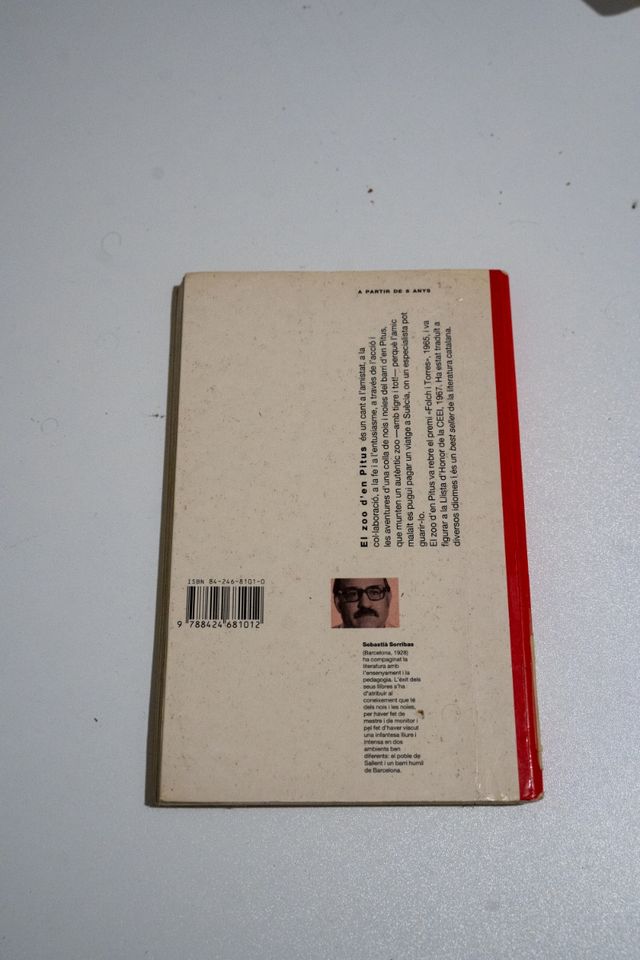 A PARTIR DE 8 ANYS
El zoo d'en Pitus és un cant a l'amistat, a la
col·laboració, a la fe i a l'entusiasme, a través de l'acció i
les aventures d'una colla de nois i noies del barri d'en Pitus,
que munten un autèntic zoo —amb tigre i tot!— perquè l'amic
malalt es pugui pagar un viatge a Suècia, on un especialista pot
guarir-lo.
El zoo d'en Pitus va rebre el premi «Folch i Torres», 1965, i va
figurar a la Llista d'Honor de la CEEI, 1967. Ha estat traduït a
diversos idiomes i és un best seller de la literatura catalana.
ISBN 84-246-8101-0
9 788424 681012
Sebastià Sorribas
(Barcelona, 1928)
ha compaginat la
literatura amb
l'ensenyament i la
pedagogia. L'èxit dels
seus llibres s'ha
d'atribuir al
coneixement que té
dels nois i les noies,
per haver fet de
mestre i de monitor i
pel fet d'haver viscut
una infantesa lliure i
intensa en dos
ambients ben
diferents: el poble de
Sallent i un barri humil
de Barcelona.